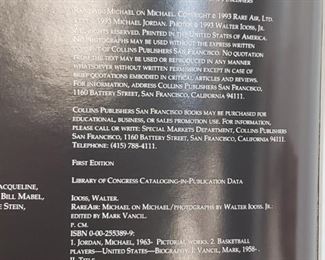 RARE AIR: MICHAEL ON MICHAEL. COPYRIGHT © 1993 RARE AIR, LTD.
1993 MICHAEL JORDAN. PHOTOS © 1993 WALTER IOOSS, JR.
ALL RIGHTS RESERVED. PRINTED IN THE UNITED STATES OF AMERICA.
PHOTOGRAPHS MAY BE USED WITHOUT THE EXPRESS WRITTEN
OF COLLINS PUBLISHERS SAN FRANCISCO. NO QUOTATION
FROM THE TEXT MAY BE USED OR REPRODUCED IN ANY MANNER
WHATSOEVER WITHOUT WRITTEN PERMISSION EXCEPT IN CASE OF
BRIEF QUOTATIONS EMBODIED IN CRITICAL ARTICLES AND REVIEWS.
FOR INFORMATION, ADDRESS COLLINS PUBLISHERS SAN FRANCISCO,
1160 BATTERY STREET, SAN FRANCISCO, CALIFORNIA 94111.
COLLINS PUBLISHERS SAN FRANCISCO BOOKS MAY BE PURCHASED FOR
EDUCATIONAL, BUSINESS, OR SALES PROMOTION USE. FOR INFORMATION,
PLEASE CALL OR WRITE: SPECIAL MARKETS DEPARTMENT, COLLINS PUBLISHERS
SAN FRANCISCO, 1160 BATTERY STREET, SAN FRANCISCO, CALIFORNIA 94111.
TELEPHONE: (415) 788-4111.
FIRST EDITION
LIBRARY OF CONGRESS CATALOGING-IN-PUBLICATION DATA
IOOSS, WALTER.
RARE AIR: MICHAEL ON MICHAEL/PHOTOGRAPHS BY WALTER IOOSS JR.:
EDITED BY MARK VANCIL.
P. CM.
ISBN 0-00-255389-9:
1. JORDAN, MICHAEL, 1963- PICTORIAL WORKS. 2. BASKETBALL
PLAYERS—UNITED STATES—BIOGRAPHY. I. VANCIL, MARK, 1958-.
II. TITLE.
ACQUELINE,
BILL MABEL,
E STEIN,